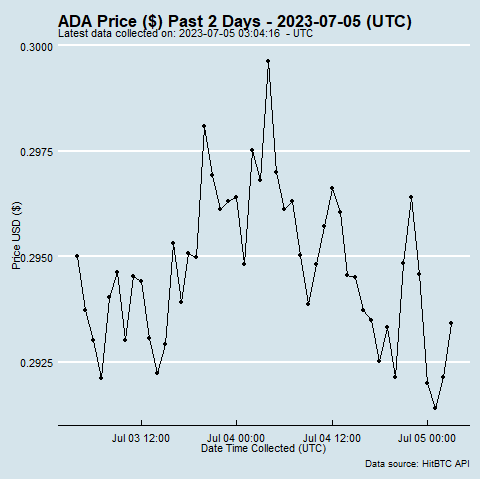 ADA Price ($) Past 2 Days - 2023-07-05 (UTC)
Latest data collected on: 2023-07-05 03:04:16 - UTC
0.3000
0.2975
0.2950
0.2925
Price USD ($)
Jul 03 12:00
Jul 04 00:00
Jul 04 12:00
Jul 05 00:00
Date Time Collected (UTC)
Data source: HitBTC API